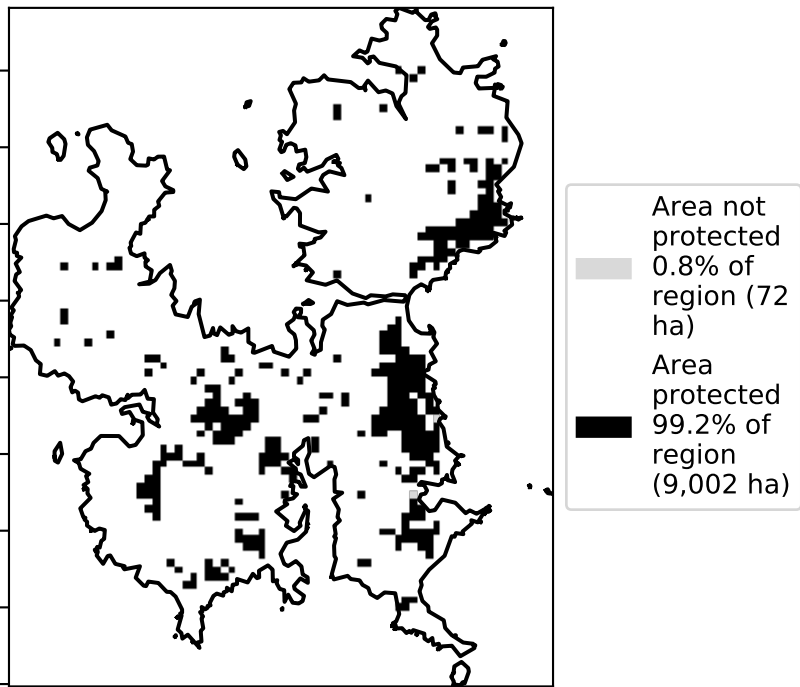 Area not
protected
0.8% of
region (72
ha)
Area
protected
99.2% of
region
(9,002 ha)